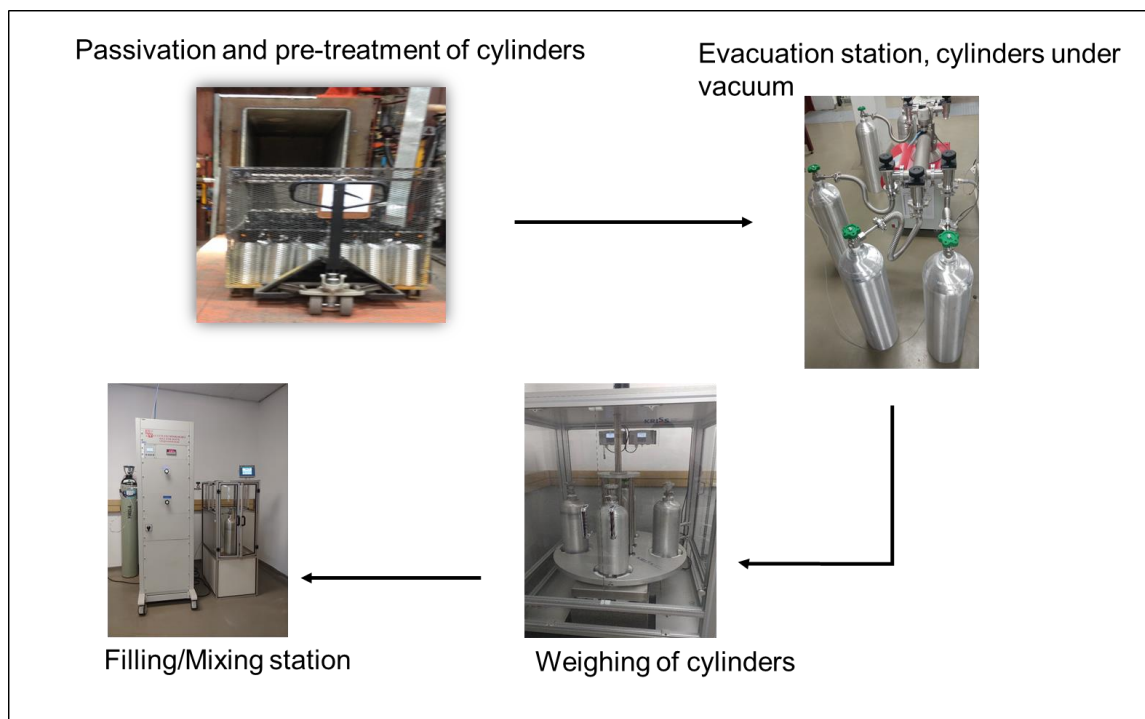 Passivation and pre-treatment of cylinders
Evacuation station, cylinders under
vacuum
Filling/Mixing station
Weighing of cylinders